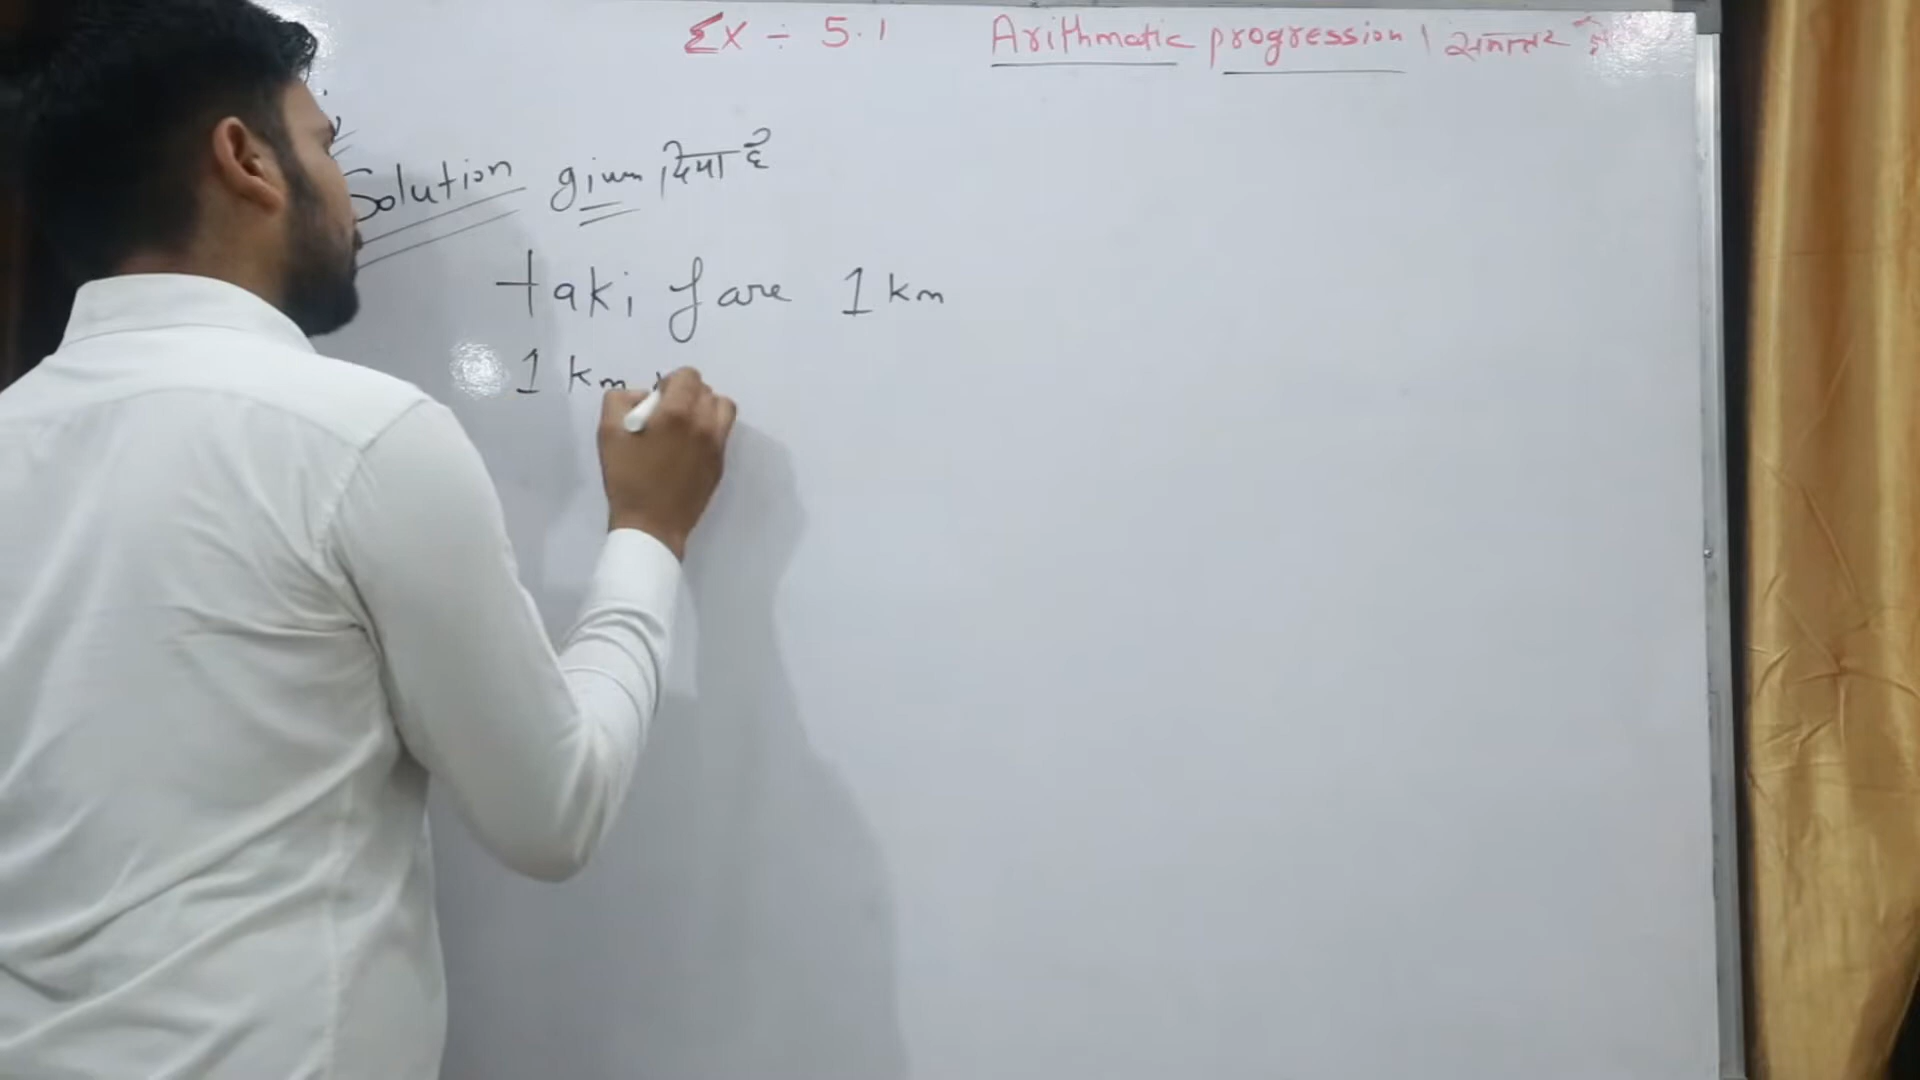 Ex ÷ 5.1 Arithmatic progression | समान्तर
Solution given, दिया है
taki fare 1 km
1 km